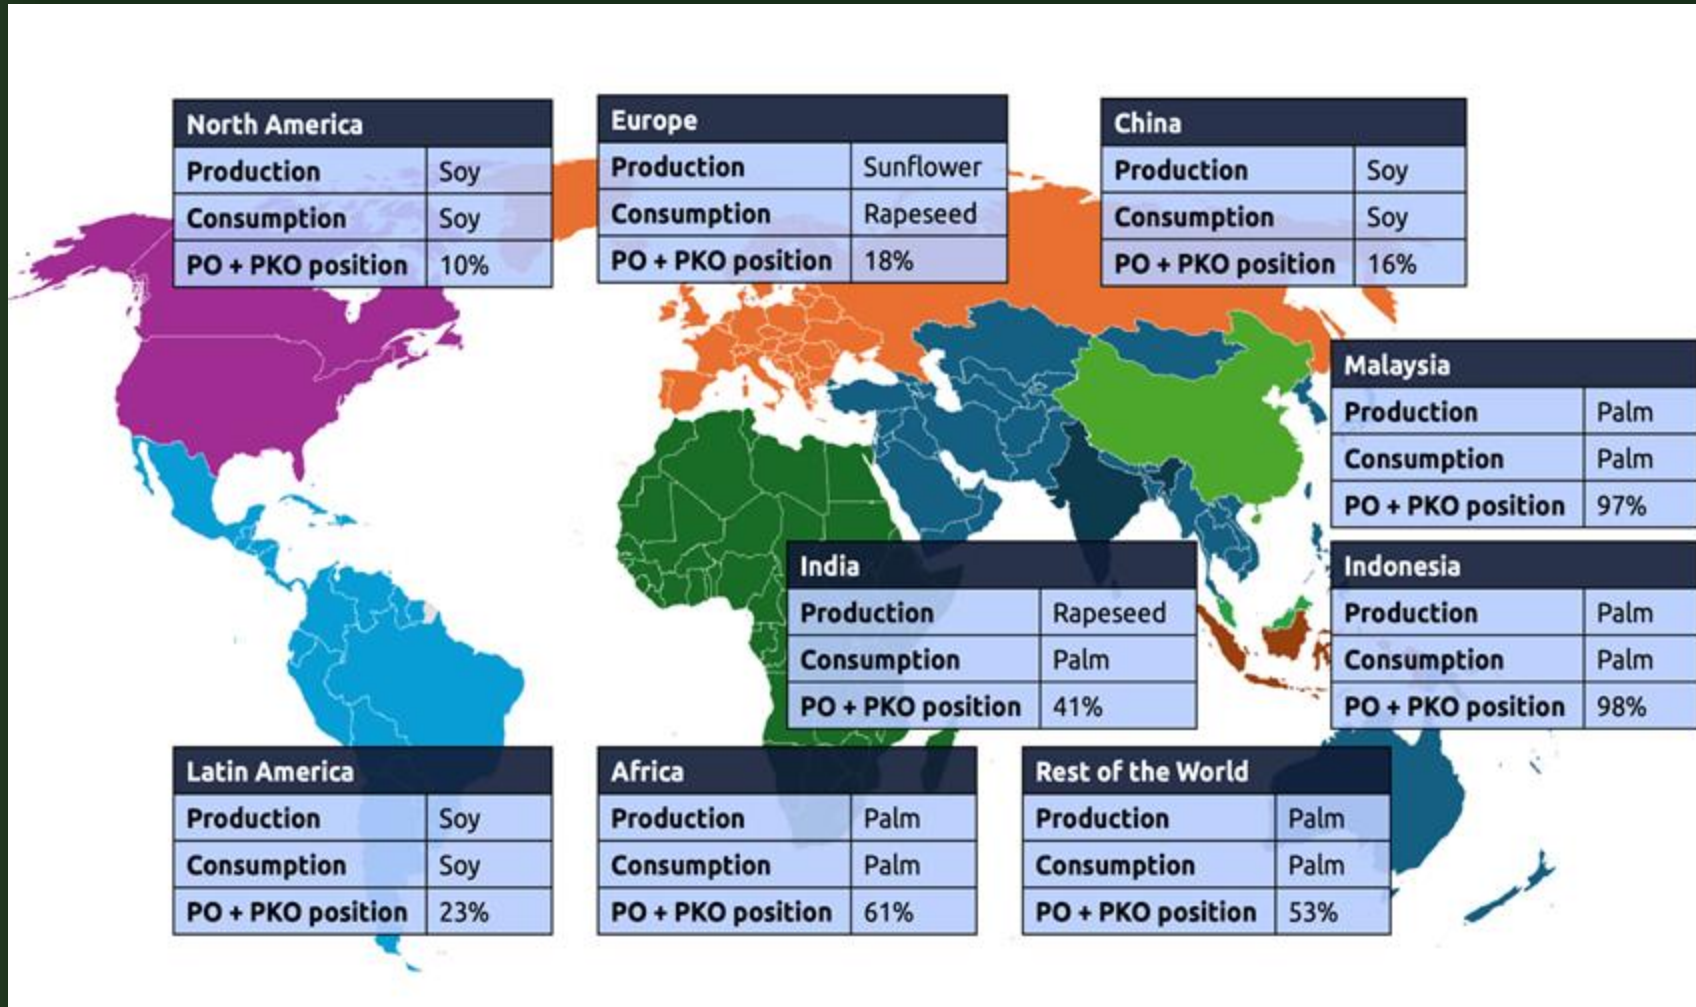 North America
Production Soy
Consumption Soy
PO + PKO position 10%
Europe
Production Sunflower
Consumption Rapeseed
PO + PKO position 18%
China
Production Soy
Consumption Soy
PO + PKO position 16%
Malaysia
Production Palm
Consumption Palm
PO + PKO position 97%
India
Production Rapeseed
Consumption Palm
PO + PKO position 41%
Indonesia
Production Palm
Consumption Palm
PO + PKO position 98%
Latin America
Production Soy
Consumption Soy
PO + PKO position 23%
Africa
Production Palm
Consumption Palm
PO + PKO position 61%
Rest of the World
Production Palm
Consumption Palm
PO + PKO position 53%